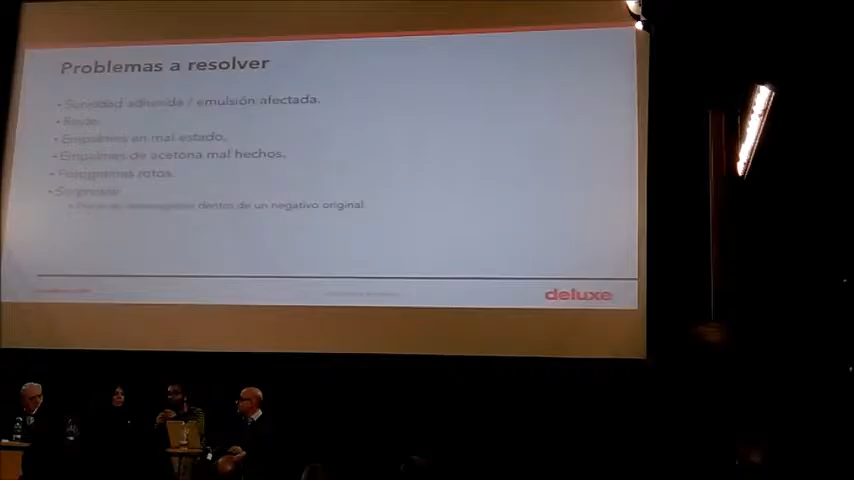 Problemas a resolver
• Suciedad adherida / emulsión afectada.
• Rayas.
• Empalmes en mal estado.
• Empalmes de acetona mal hechos.
• Fotogramas rotos.
• Sorpresas:
dentro de un negativo original.
deluxe